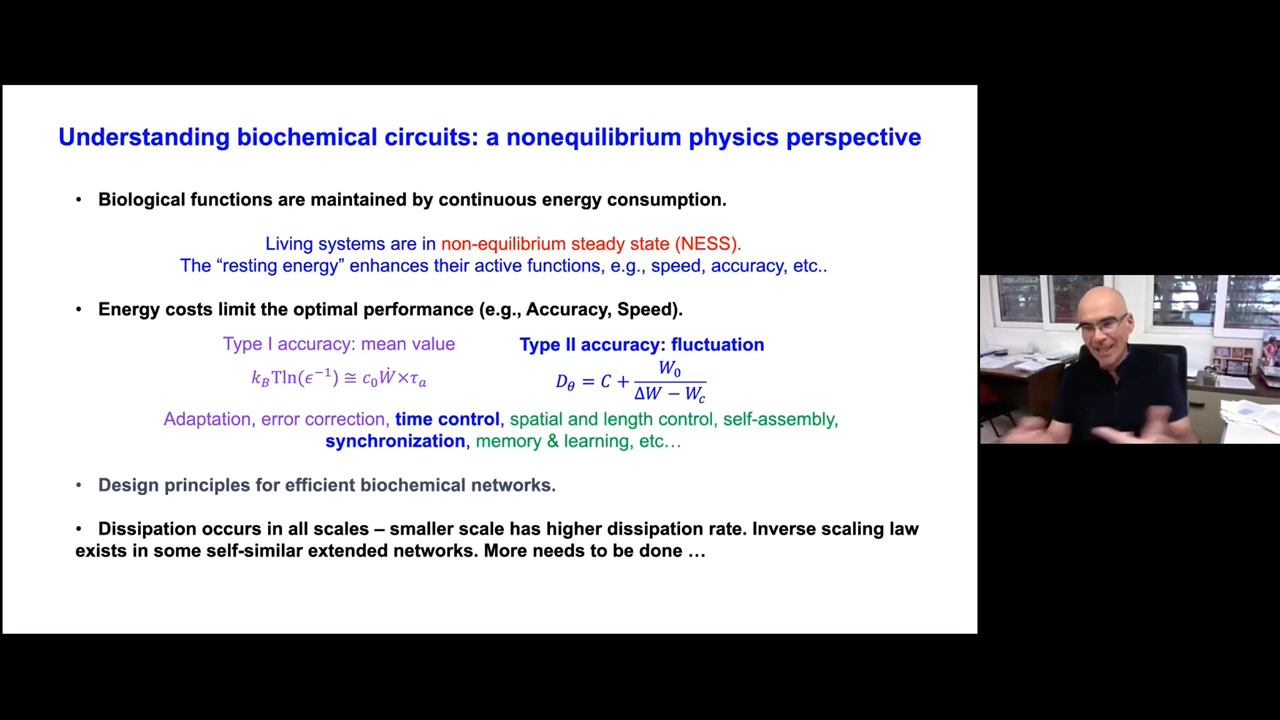 Understanding biochemical circuits: a nonequilibrium physics perspective
• Biological functions are maintained by continuous energy consumption.
Living systems are in non-equilibrium steady state (NESS).
The “resting energy” enhances their active functions, e.g., speed, accuracy, etc..
• Energy costs limit the optimal performance (e.g., Accuracy, Speed).
Type I accuracy: mean value
Type II accuracy: fluctuation
k_B Tln(ϵ⁻¹) ≅ c₀Ẇ×τ_a
D_θ = C + W₀/(ΔW − W_c)
Adaptation, error correction, time control, spatial and length control, self-assembly,
synchronization, memory & learning, etc…
• Design principles for efficient biochemical networks.
• Dissipation occurs in all scales – smaller scale has higher dissipation rate. Inverse scaling law
exists in some self-similar extended networks. More needs to be done …